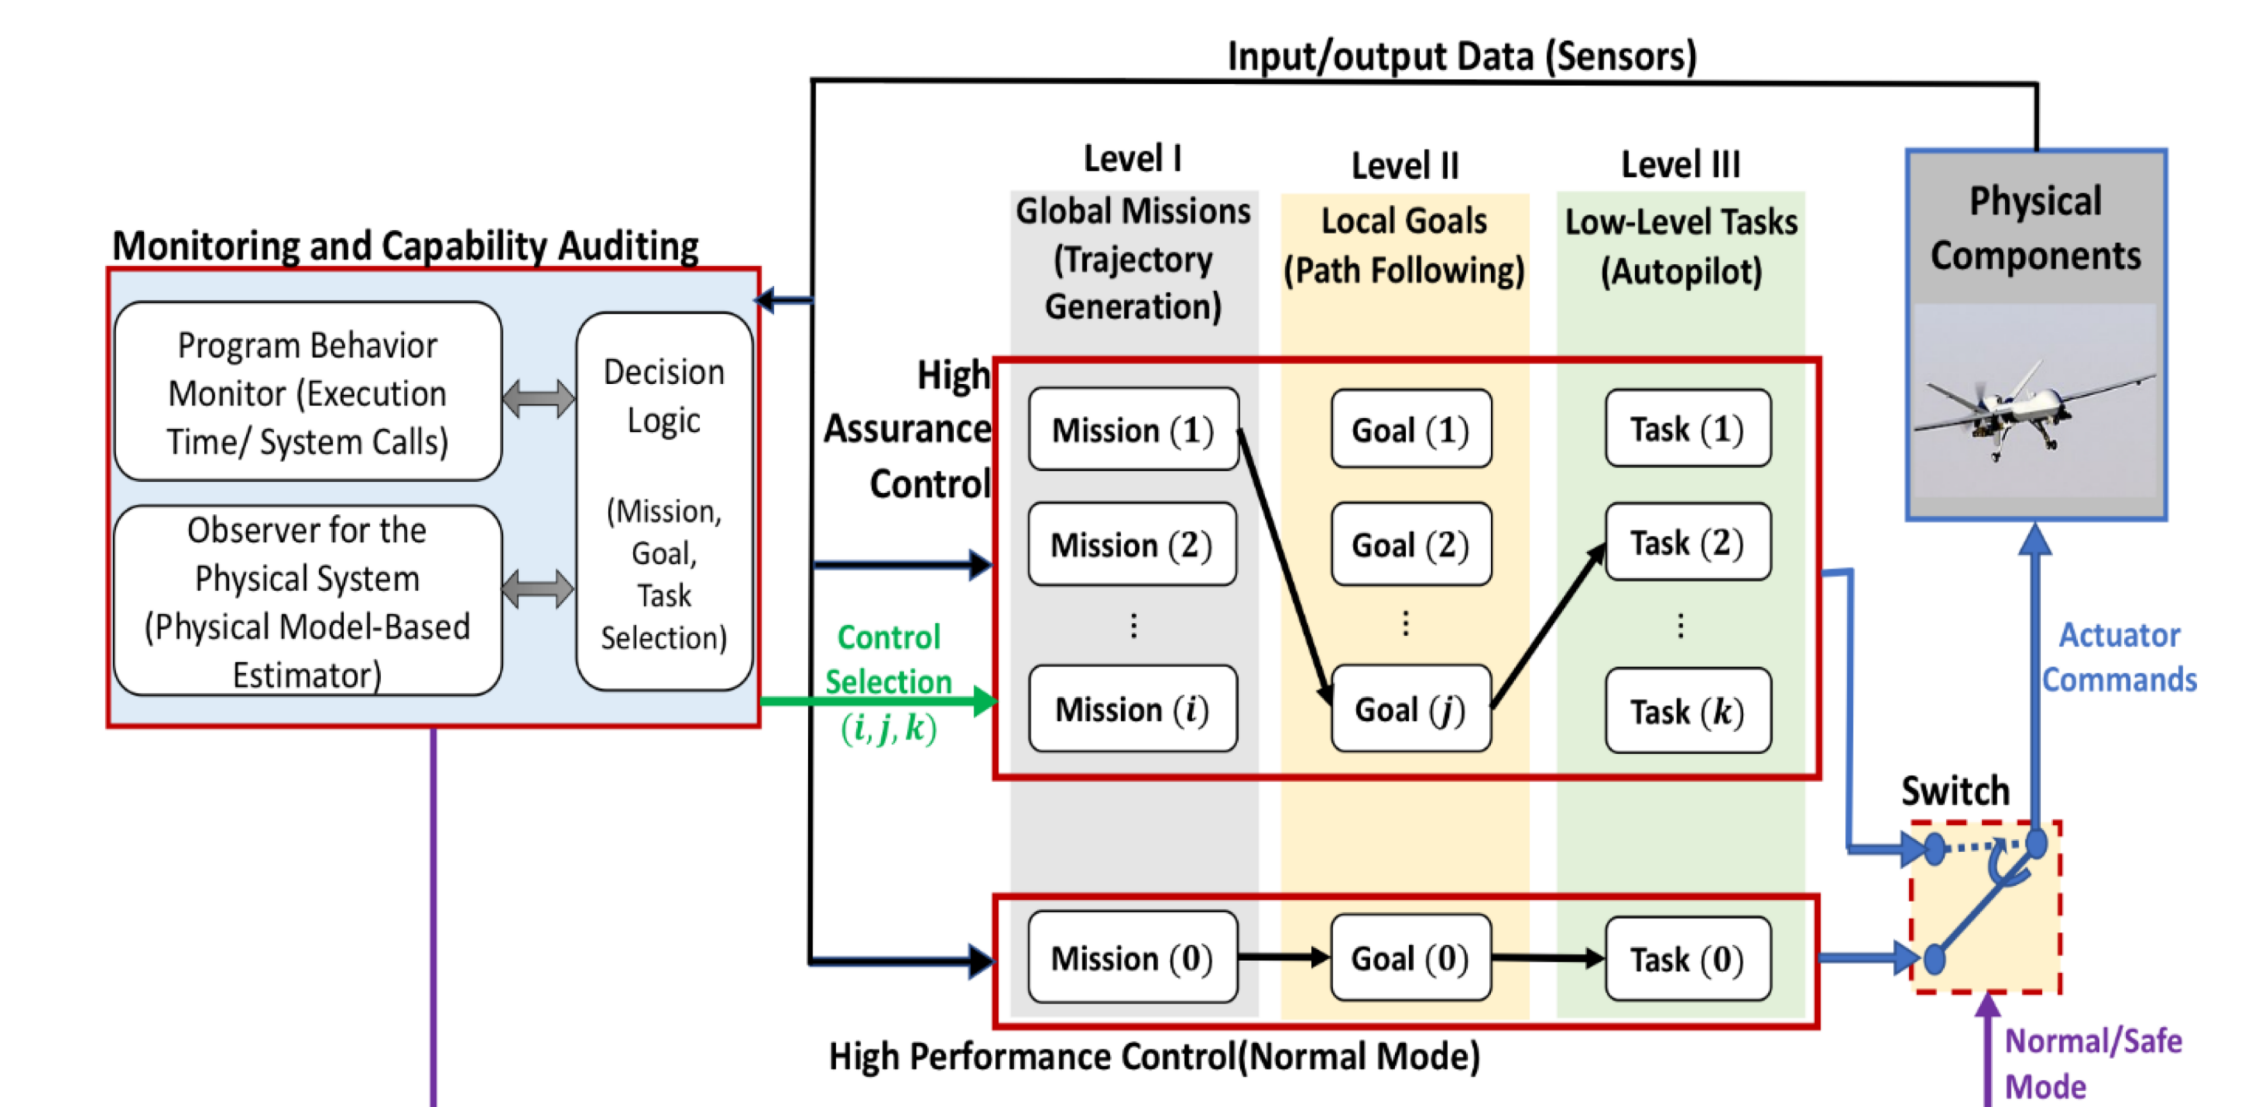 Input/output Data (Sensors)
Level I
Level II
Level III
Global Missions
(Trajectory
Generation)
Local Goals
(Path Following)
Low-Level Tasks
(Autopilot)
Physical
Components
Monitoring and Capability Auditing
Program Behavior
Monitor (Execution
Time/ System Calls)
Observer for the
Physical System
(Physical Model-Based
Estimator)
Decision
Logic
(Mission,
Goal,
Task
Selection)
High
Assurance
Control
Control
Selection
(i, j, k)
Mission (1)
Goal (1)
Task (1)
Mission (2)
Goal (2)
Task (2)
⋮
⋮
⋮
Mission (i)
Goal (j)
Task (k)
Actuator
Commands
Switch
Mission (0)
Goal (0)
Task (0)
High Performance Control(Normal Mode)
Normal/Safe
Mode